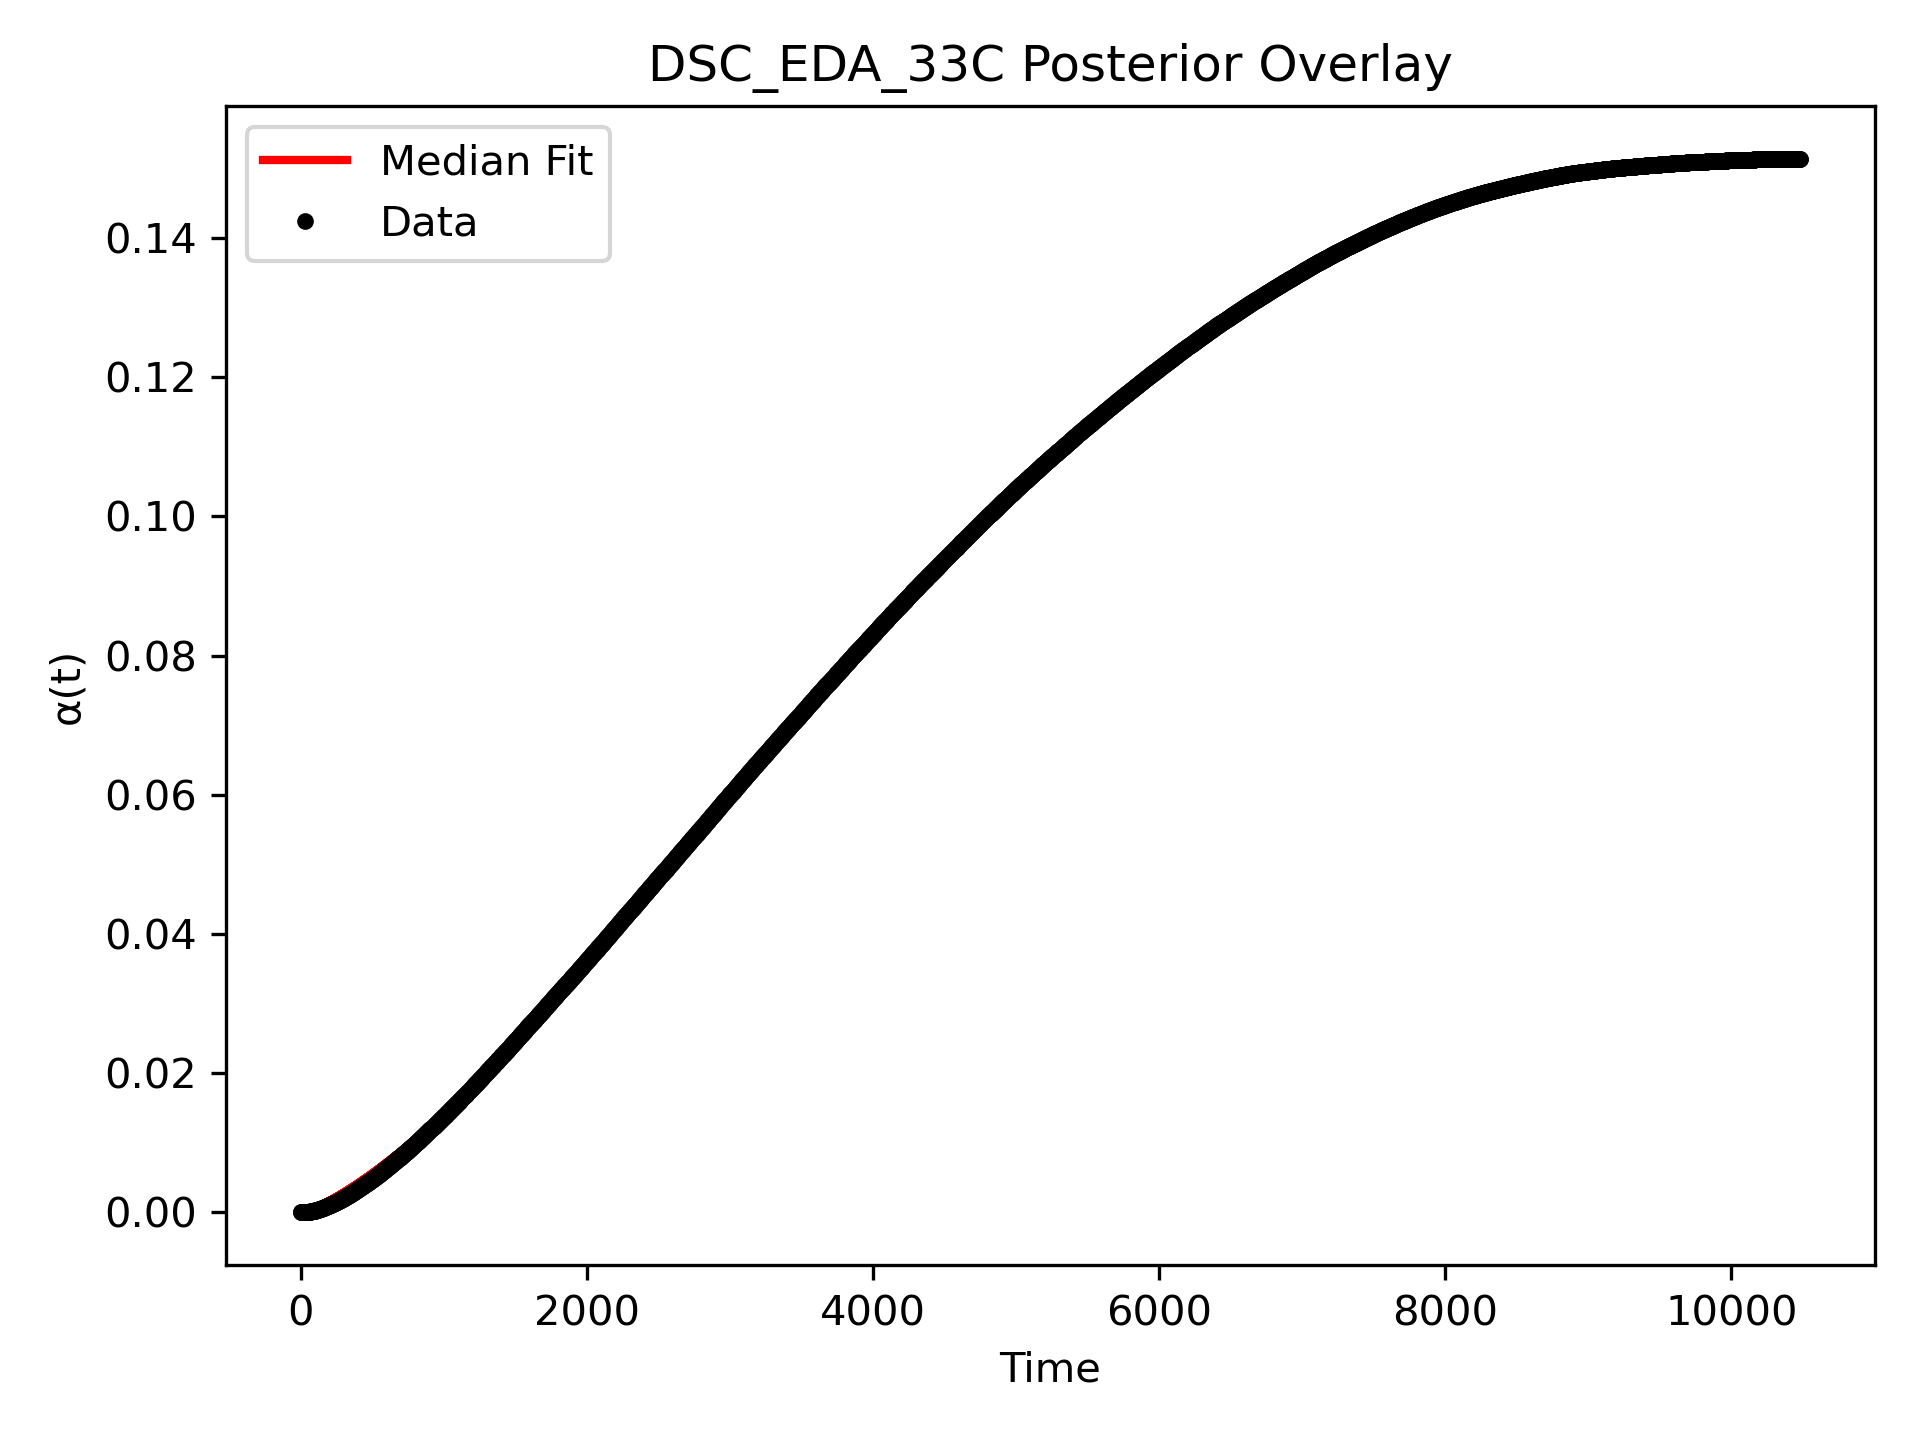 DSC_EDA_33C Posterior Overlay
Median Fit
Data
α(t)
0.14
0.12
0.10
0.08
0.06
0.04
0.02
0.00
0 2000 4000 6000 8000 10000
Time